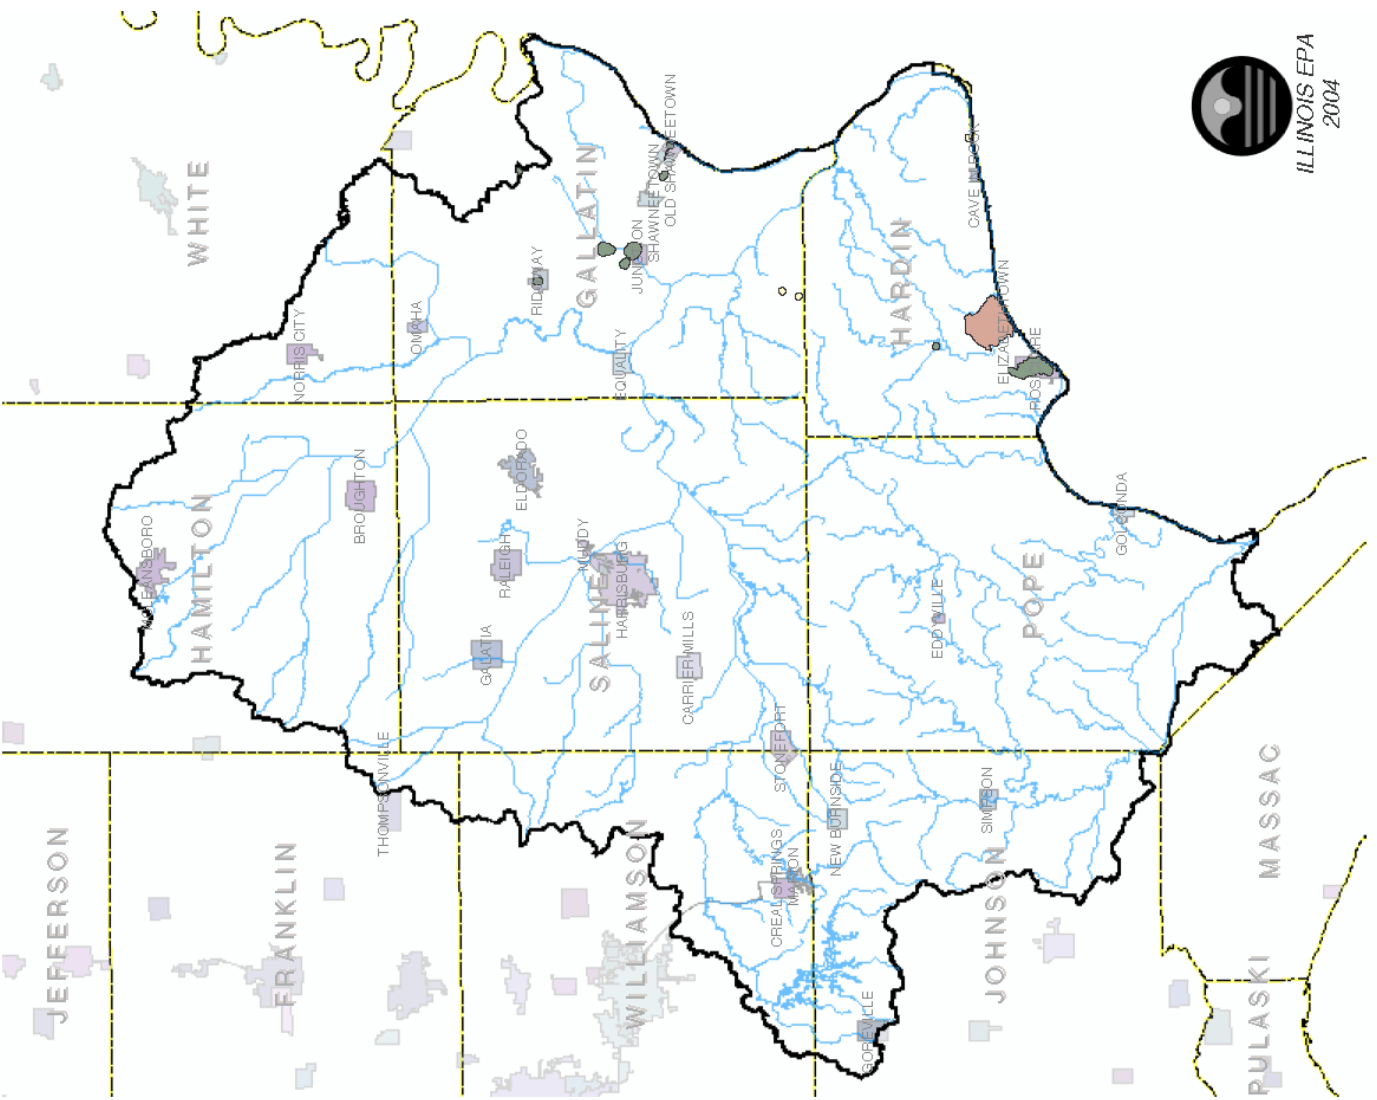 ILLINOIS EPA
2004
WHITE
GALLATIN
HARDIN
HAMILTON
SALINE
POPE
JEFFERSON
FRANKLIN
WILLIAMSON
JOHNSON
MASSAC
PULASKI
NORRIS CITY
OMAHA
RIDGWAY
JUNCTION
SHAWNEETOWN
OLD SHAWNEETOWN
EQUALITY
CAVE IN ROCK
ELIZABETHTOWN
ROSICLARE
BROUGHTON
MCLEANSBORO
ELDORADO
RALEIGH
MUDDY
HARRISBURG
GALATIA
CARRIER MILLS
GOLCONDA
EDDYVILLE
STONEFORT
THOMPSONVILLE
NEW BURNSIDE
SIMPSON
CREAL SPRINGS
MARION
GOREVILLE